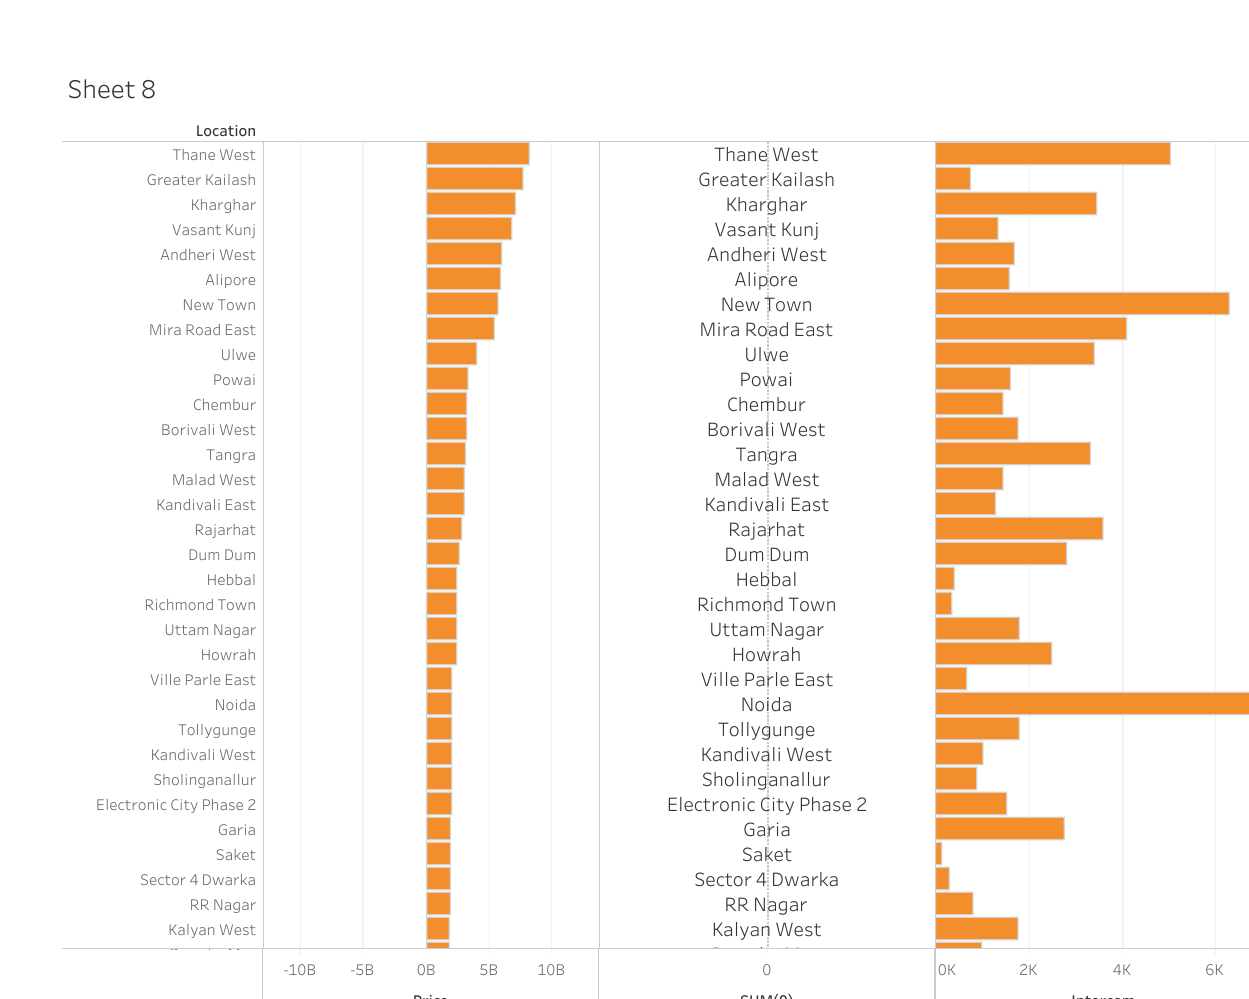 Sheet 8
Location
Thane West Thane West
Greater Kailash Greater Kailash
Kharghar Kharghar
Vasant Kunj Vasant Kunj
Andheri West Andheri West
Alipore Alipore
New Town New Town
Mira Road East Mira Road East
Ulwe Ulwe
Powai Powai
Chembur Chembur
Borivali West Borivali West
Tangra Tangra
Malad West Malad West
Kandivali East Kandivali East
Rajarhat Rajarhat
Dum Dum Dum Dum
Hebbal Hebbal
Richmond Town Richmond Town
Uttam Nagar Uttam Nagar
Howrah Howrah
Ville Parle East Ville Parle East
Noida Noida
Tollygunge Tollygunge
Kandivali West Kandivali West
Sholinganallur Sholinganallur
Electronic City Phase 2 Electronic City Phase 2
Garia Garia
Saket Saket
Sector 4 Dwarka Sector 4 Dwarka
RR Nagar RR Nagar
Kalyan West Kalyan West
-10B -5B 0B 5B 10B 0 0K 2K 4K 6K
Price SUM(0) Intercom